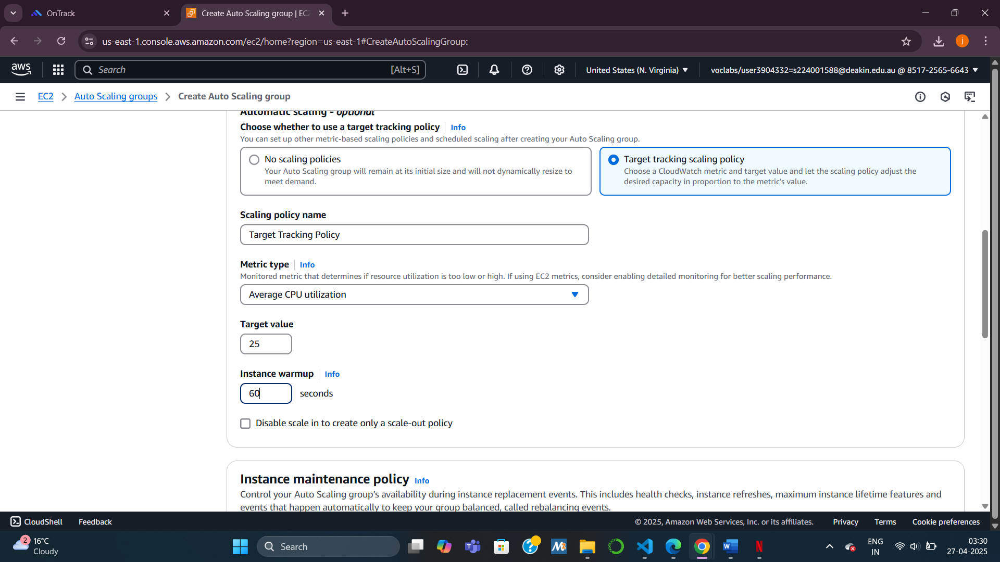 OnTrack
Create Auto Scaling group | EC2
us-east-1.console.aws.amazon.com/ec2/home?region=us-east-1#CreateAutoScalingGroup:
j
aws
Search
[Alt+S]
United States (N. Virginia)
voclabs/user3904332=s224001588@deakin.edu.au @ 8517-2565-6643
EC2
Auto Scaling groups
Create Auto Scaling group
Automatic scaling - optional
Choose whether to use a target tracking policy
Info
You can set up other metric-based scaling policies and scheduled scaling after creating your Auto Scaling group.
No scaling policies
Your Auto Scaling group will remain at its initial size and will not dynamically resize to
meet demand.
Target tracking scaling policy
Choose a CloudWatch metric and target value and let the scaling policy adjust the
desired capacity in proportion to the metric's value.
Scaling policy name
Target Tracking Policy
Metric type
Info
Monitored metric that determines if resource utilization is too low or high. If using EC2 metrics, consider enabling detailed monitoring for better scaling performance.
Average CPU utilization
Target value
25
Instance warmup
Info
60
seconds
Disable scale in to create only a scale-out policy
Instance maintenance policy
Info
Control your Auto Scaling group’s availability during instance replacement events. This includes health checks, instance refreshes, maximum instance lifetime features and
events that happen automatically to keep your group balanced, called rebalancing events.
CloudShell
Feedback
© 2025, Amazon Web Services, Inc. or its affiliates.
Privacy
Terms
Cookie preferences
2
16°C
Cloudy
Search
ENG
IN
03:30
27-04-2025